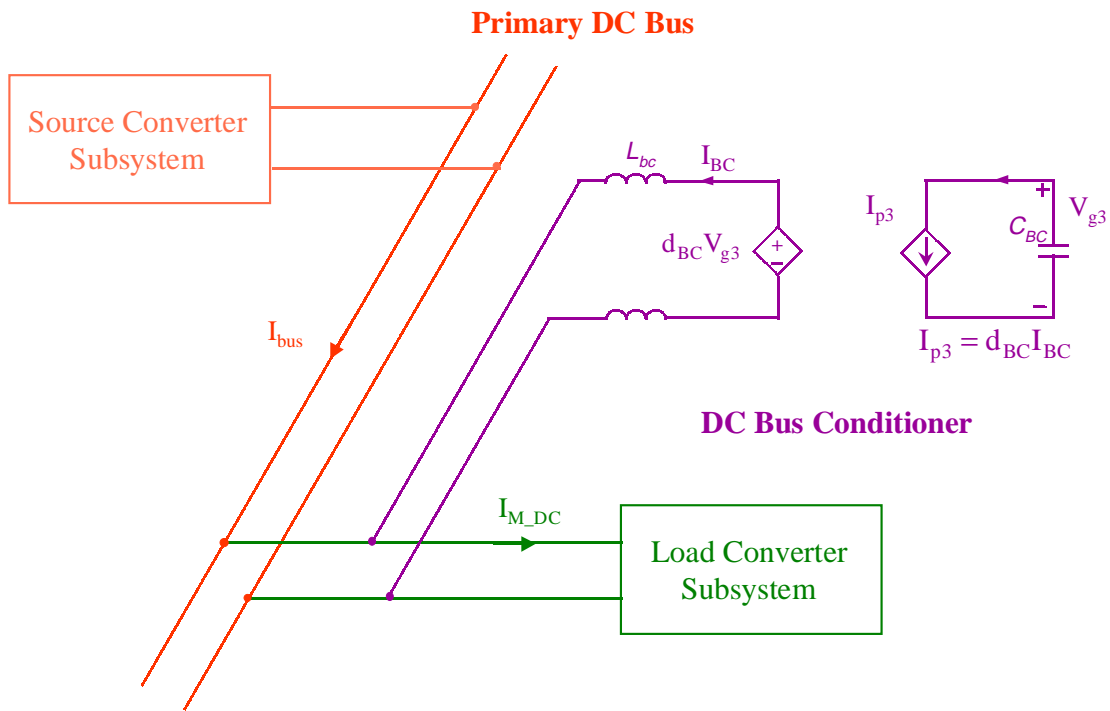 Primary DC Bus
Source Converter
Subsystem
L_bc
I_BC
d_BC V_g3
+
−
I_p3
+
C_BC
V_g3
−
I_p3 = d_BC I_BC
I_bus
DC Bus Conditioner
I_M_DC
Load Converter
Subsystem